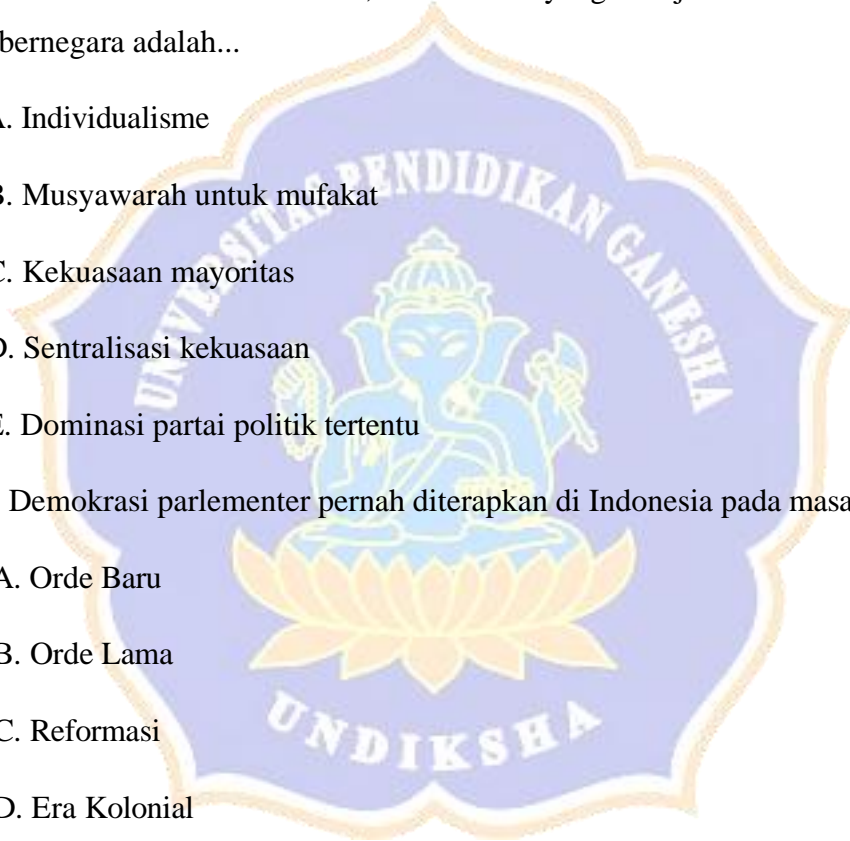 bernegara adalah...
A. Individualisme
B. Musyawarah untuk mufakat
C. Kekuasaan mayoritas
D. Sentralisasi kekuasaan
E. Dominasi partai politik tertentu
Demokrasi parlementer pernah diterapkan di Indonesia pada masa
A. Orde Baru
B. Orde Lama
C. Reformasi
D. Era Kolonial
UNIVERSITAS PENDIDIKAN GANESHA
UNDIKSHA